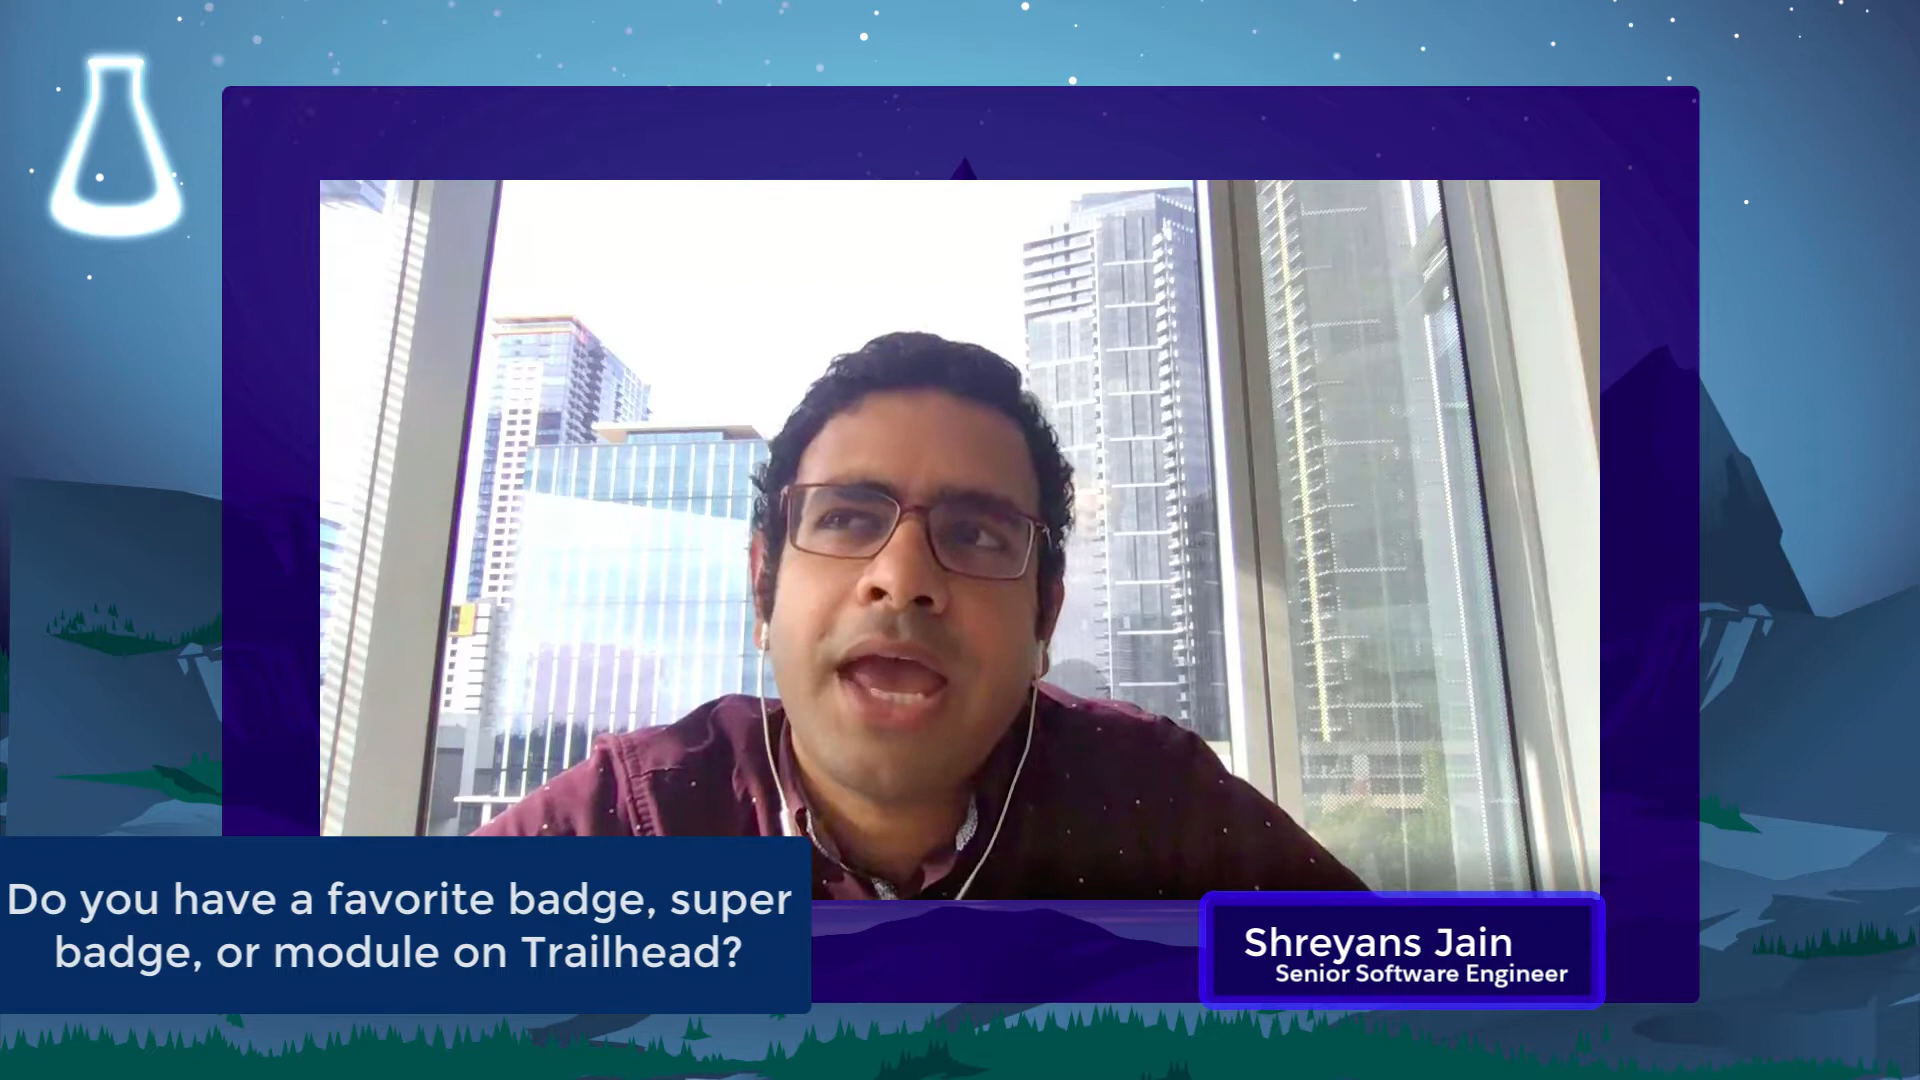 Do you have a favorite badge, super
badge, or module on Trailhead?
Shreyans Jain
Senior Software Engineer